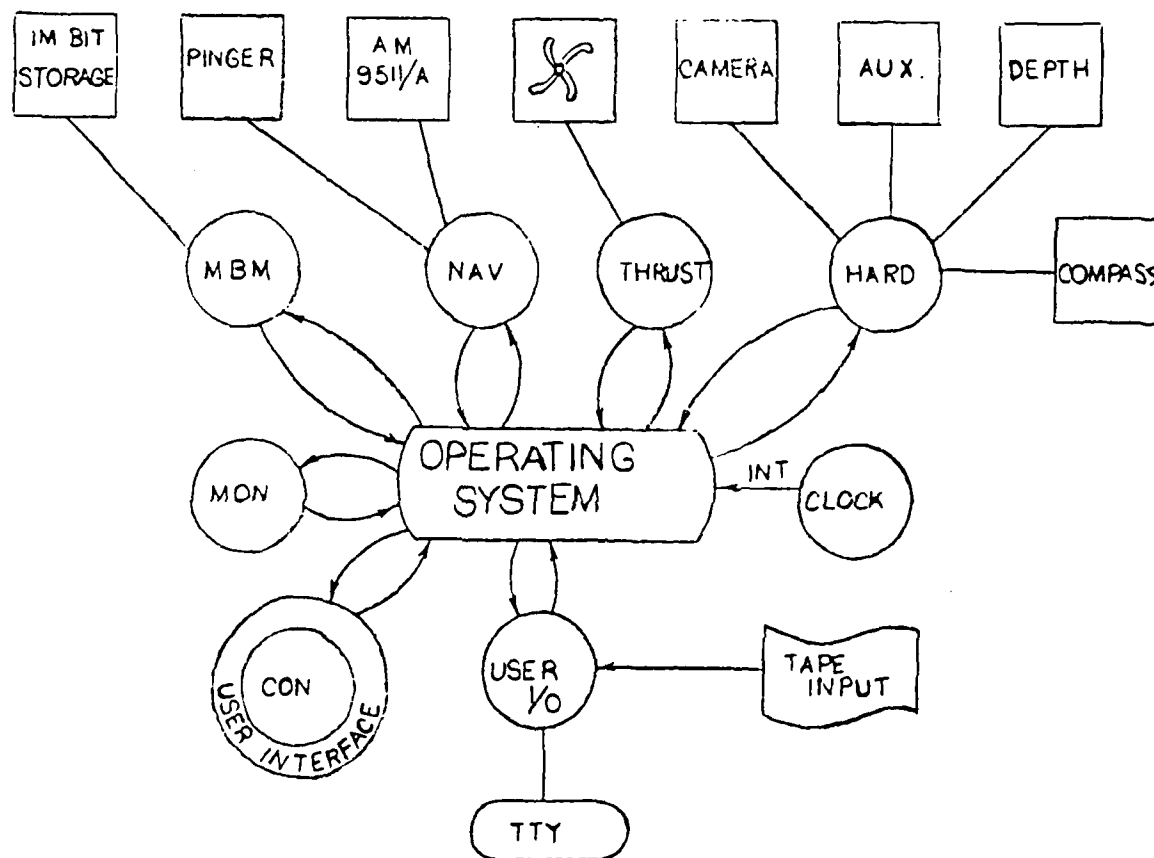 1M BIT
STORAGE
PINGER
AM
9511/A
CAMERA
AUX.
DEPTH
MBM
NAV
THRUST
HARD
COMPASS
OPERATING
SYSTEM
INT
MON
CLOCK
CON
USER INTERFACE
USER
I/O
TAPE
INPUT
TTY